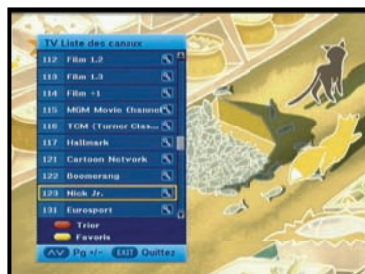 TV Liste des canaux
112 Film 1.2
113 Film 1.3
114 Film +1
115 MGM Movie Channel
116 TCM (Turner Clas...
117 Hallmark
121 Cartoon Network
122 Boomerang
123 Nick Jr.
131 Eurosport
Trier
Favoris
Pg +/- EXIT Quittez